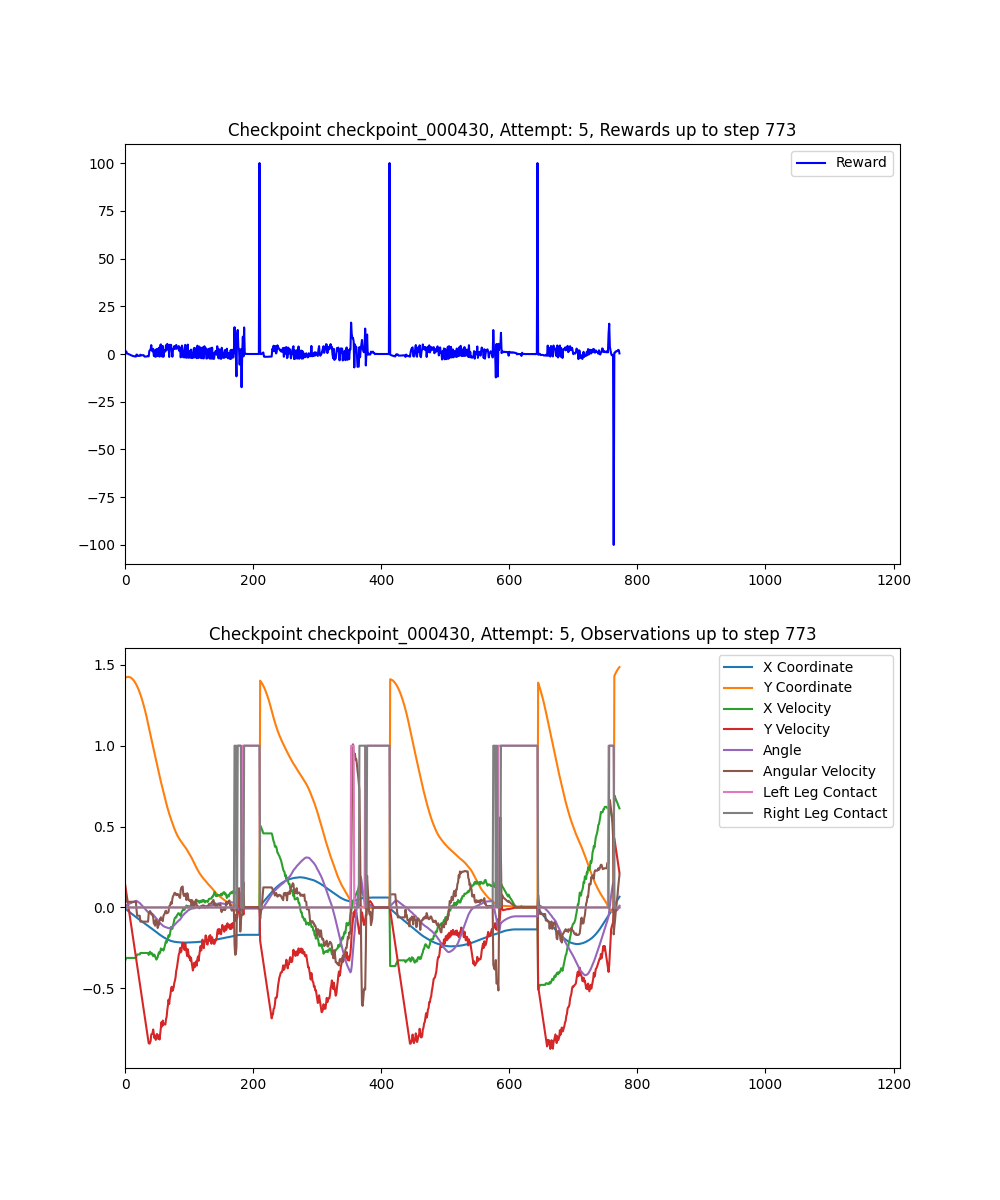 Checkpoint checkpoint_000430, Attempt: 5, Rewards up to step 773
Reward
100
75
50
25
0
−25
−50
−75
−100
0 200 400 600 800 1000 1200
Checkpoint checkpoint_000430, Attempt: 5, Observations up to step 773
X Coordinate
Y Coordinate
X Velocity
Y Velocity
Angle
Angular Velocity
Left Leg Contact
Right Leg Contact
1.5
1.0
0.5
0.0
−0.5
0 200 400 600 800 1000 1200